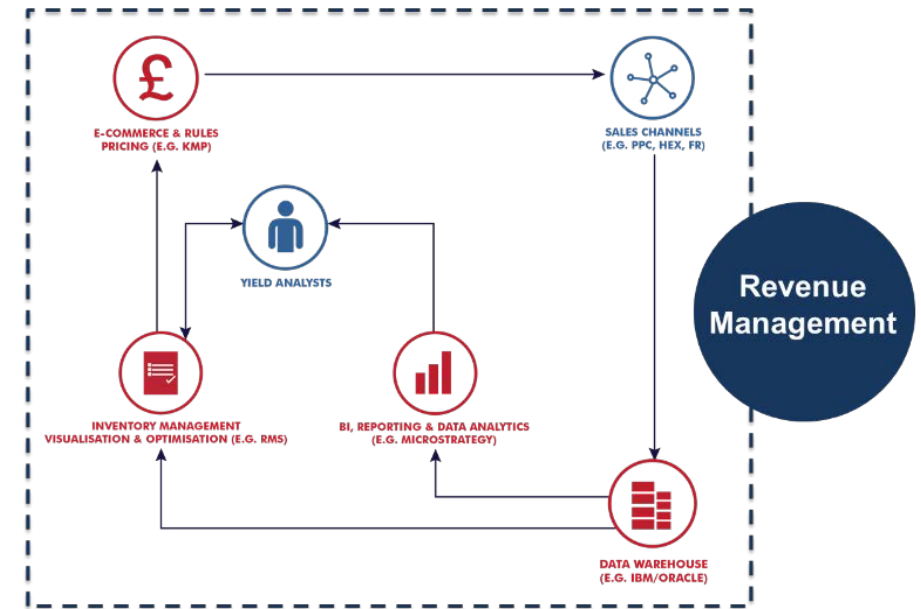 £
E-COMMERCE & RULES
PRICING (E.G. KMP)
SALES CHANNELS
(E.G. PPC, HEX, FR)
YIELD ANALYSTS
Revenue
Management
INVENTORY MANAGEMENT
VISUALISATION & OPTIMISATION (E.G. RMS)
BI, REPORTING & DATA ANALYTICS
(E.G. MICROSTRATEGY)
DATA WAREHOUSE
(E.G. IBM/ORACLE)